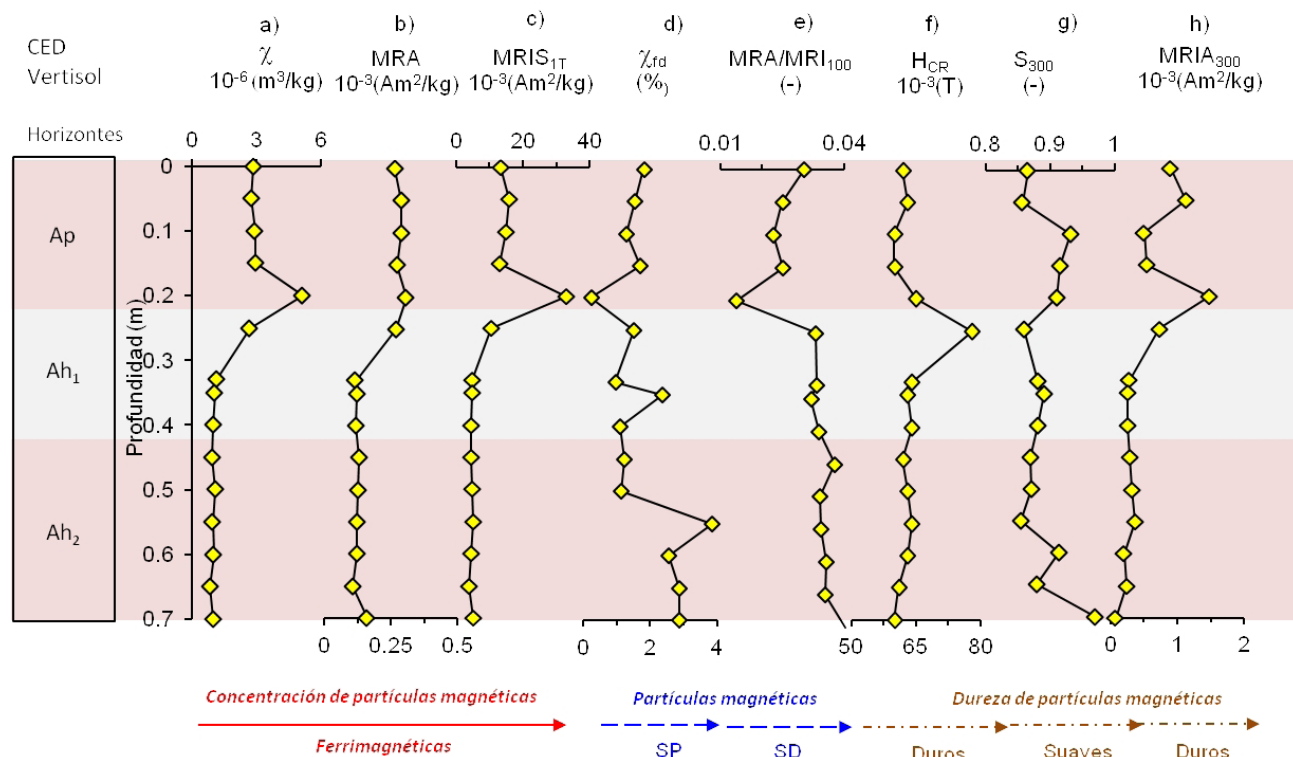 CED
Vertisol
a) b) c) d) e) f) g) h)
χ MRA MRIS1T χfd MRA/MRI100 HCR S300 MRIA300
10-6 (m3/kg) 10-3(Am2/kg) 10-3(Am2/kg) (%) (-) 10-3(T) (-) 10-3(Am2/kg)
Horizontes
0 3 6 0 20 40 0.01 0.04 0.8 0.9 1
Ap
Ah1
Ah2
Profundidad (m)
0
0.1
0.2
0.3
0.4
0.5
0.6
0.7
0 0.25 0.5 0 2 4 50 65 80 0 1 2
Concentración de partículas magnéticas
Ferrimagnéticas
Partículas magnéticas
SP SD
Dureza de partículas magnéticas
Duros Suaves Duros